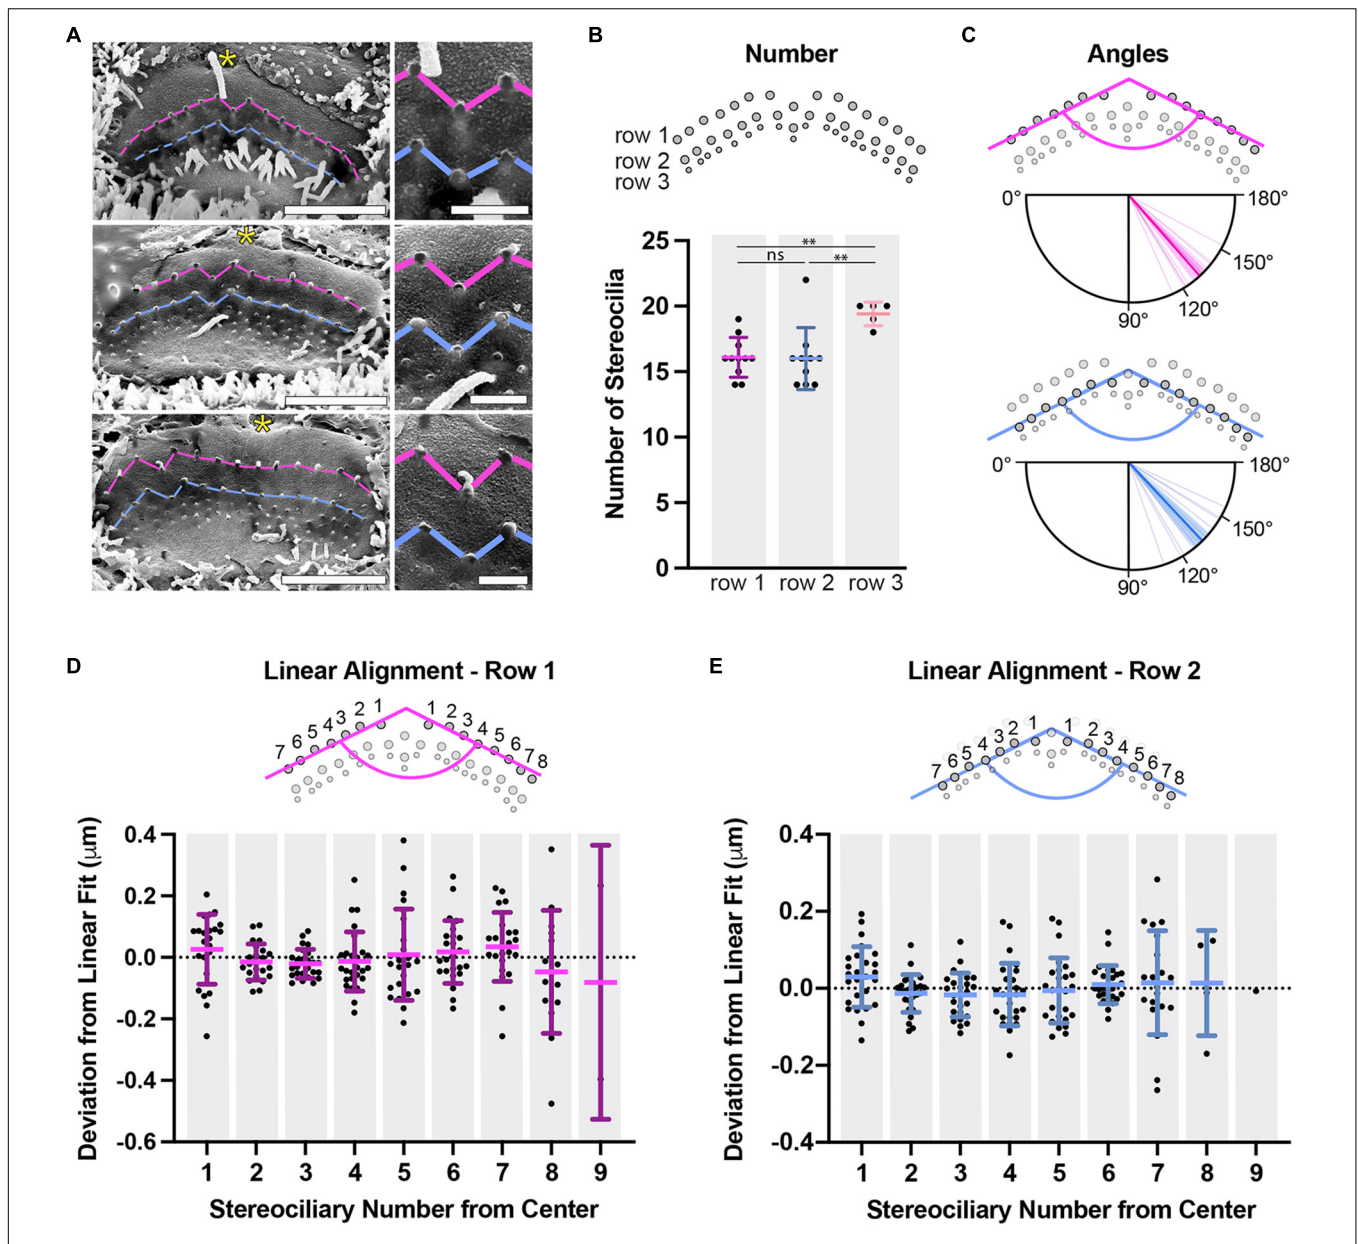 A
B
Number
row 1
row 2
row 3
25
20
15
10
5
0
Number of Stereocilia
**
ns
**
row 1 row 2 row 3
C
Angles
0°
180°
150°
120°
90°
0°
180°
150°
120°
90°
D
Linear Alignment - Row 1
7 6 5 4 3 2 1 1 2 3 4 5 6 7 8
0.4
0.2
0.0
-0.2
-0.4
-0.6
Deviation from Linear Fit (μm)
1 2 3 4 5 6 7 8 9
Stereociliary Number from Center
E
Linear Alignment - Row 2
7 6 5 4 3 2 1 1 2 3 4 5 6 7 8
0.4
0.2
0.0
-0.2
-0.4
Deviation from Linear Fit (μm)
1 2 3 4 5 6 7 8 9
Stereociliary Number from Center